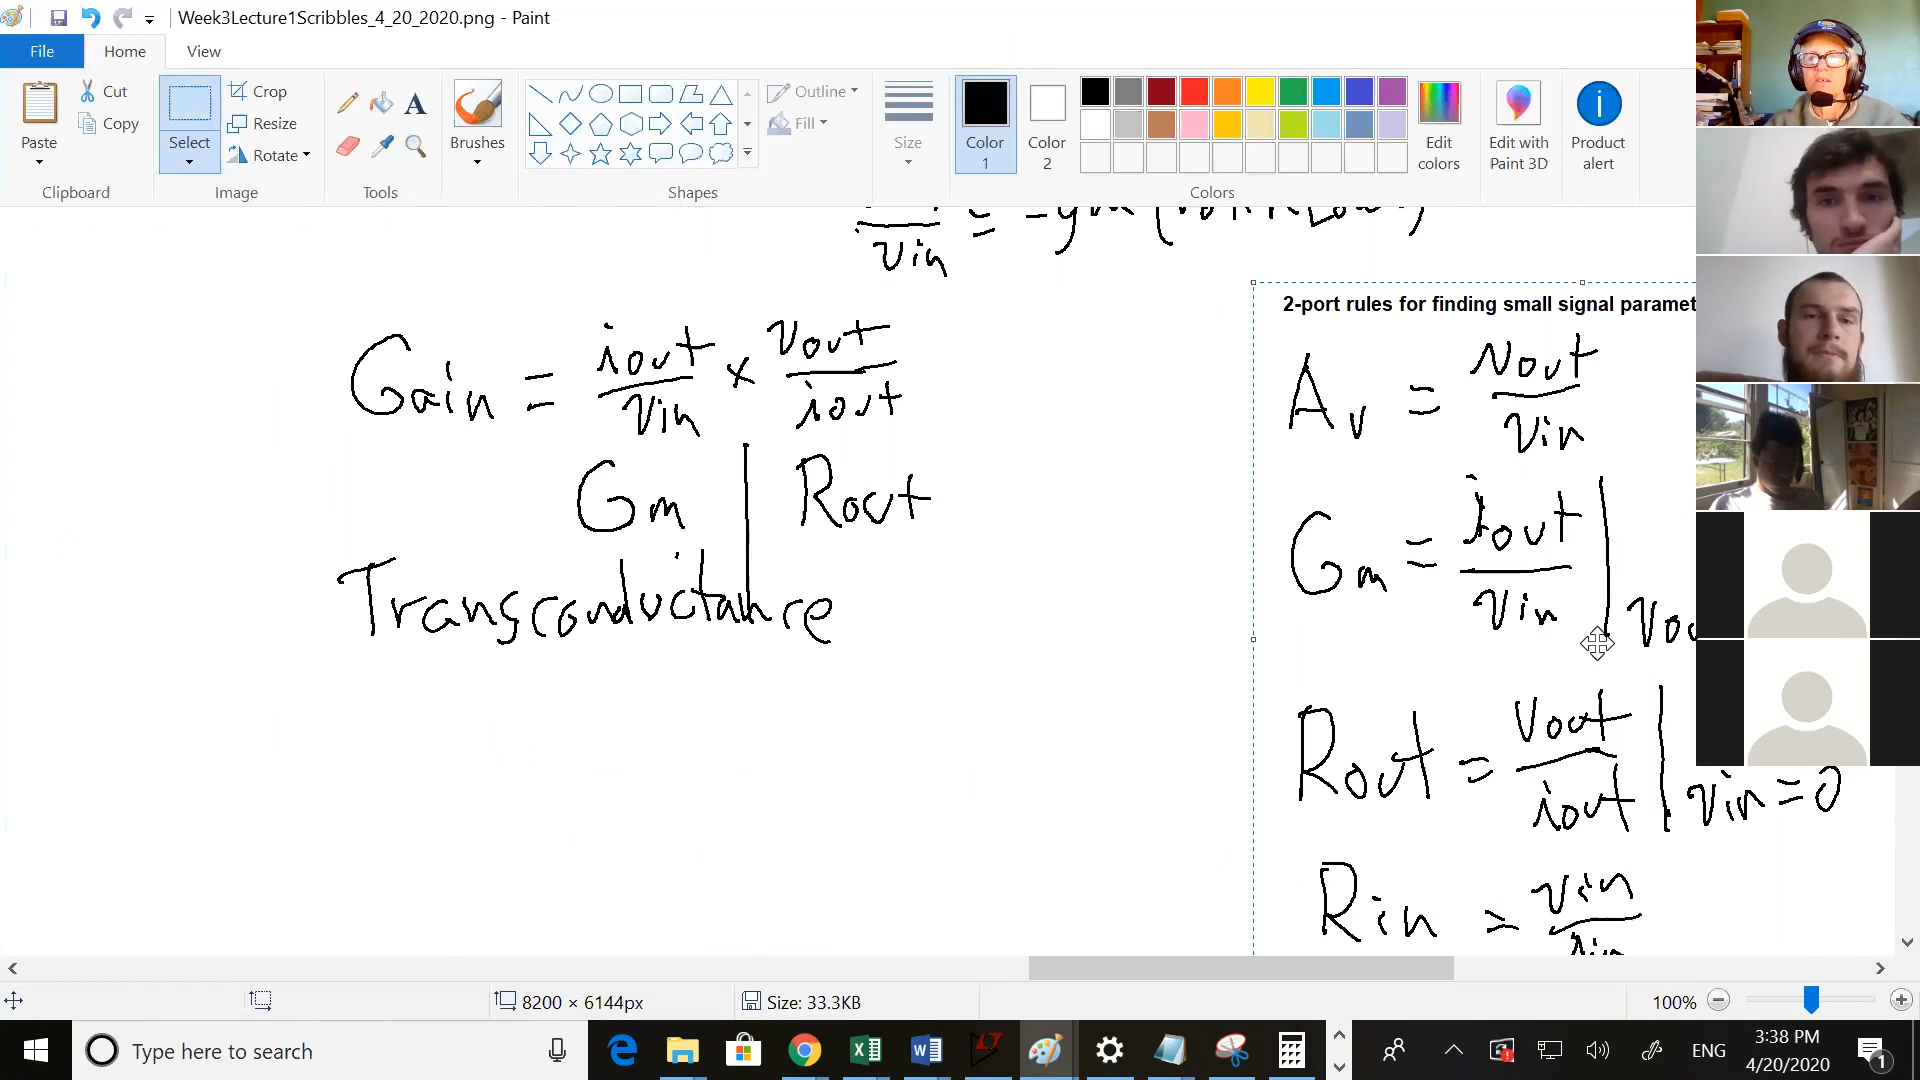 Week3Lecture1Scribbles_4_20_2020.png - Paint
File Home View
Paste Cut Copy Clipboard
Select Crop Resize Rotate Image
Tools
Brushes
Shapes
Outline Fill
Size
Color 1 Color 2
Edit colors
Colors
Edit with Paint 3D
Product alert
vin = -gm (
Gain = iout/vin × vout/iout
Gm | Rout
Transconductance
2-port rules for finding small signal paramet
Av = vout/vin
Gm = iout/vin |
Rout = vout/iout | vin = 0
Rin = vin/iin
8200 × 6144px Size: 33.3KB 100%
Type here to search
ENG 3:38 PM
4/20/2020
1